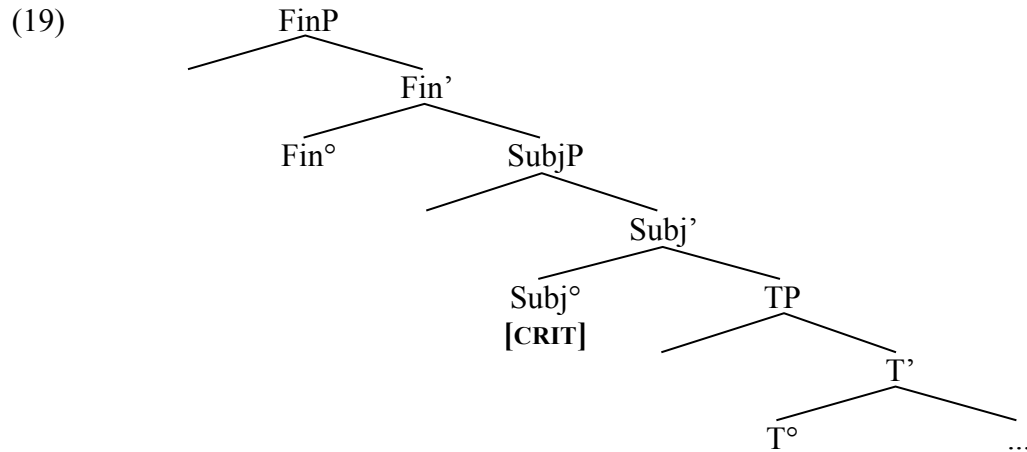 (19) FinP
Fin’
Fin° SubjP
Subj’
Subj° TP
[CRIT]
T’
T° ...